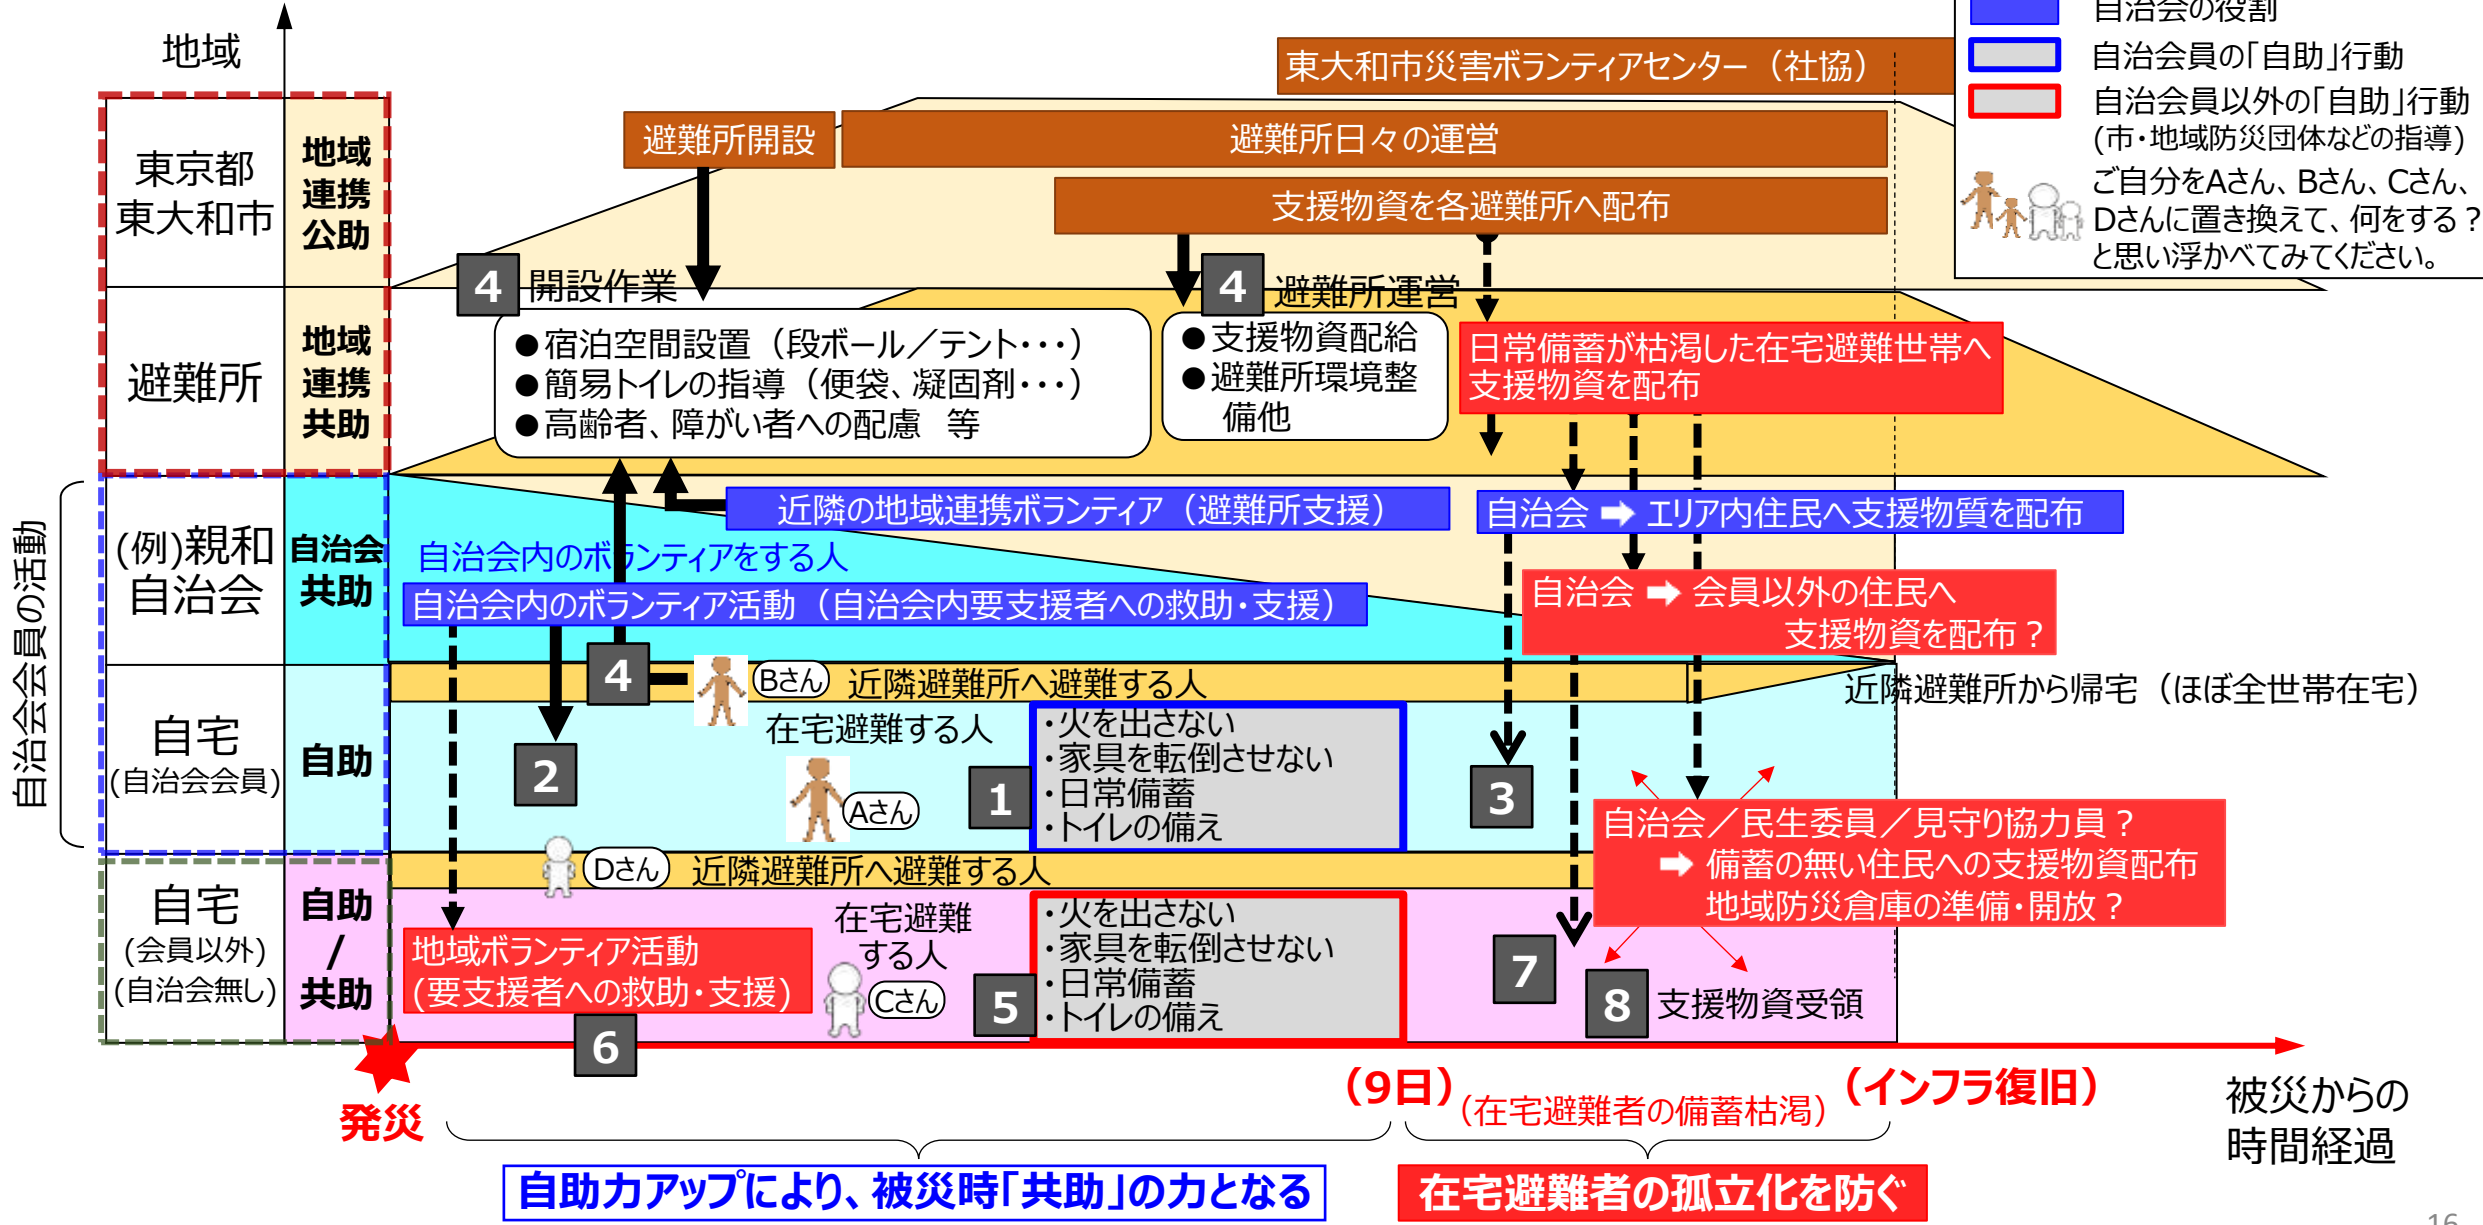 地域
自治会の役割
自治会員の「自助」行動
自治会員以外の「自助」行動
(市・地域防災団体などの指導)
ご自分をAさん、Bさん、Cさん、
Dさんに置き換えて、何をする？
と思い浮かべてみてください。
東大和市災害ボランティアセンター（社協）
東京都
東大和市
地域
連携
公助
避難所開設
避難所日々の運営
支援物資を各避難所へ配布
4
開設作業
4
避難所運営
避難所
地域
連携
共助
●宿泊空間設置（段ボール／テント・・・）
●簡易トイレの指導（便袋、凝固剤・・・）
●高齢者、障がい者への配慮　等
●支援物資配給
●避難所環境整
備他
日常備蓄が枯渇した在宅避難世帯へ
支援物資を配布
自治会会員の活動
(例)親和
自治会
自治会
共助
近隣の地域連携ボランティア（避難所支援）
自治会 ➡ エリア内住民へ支援物質を配布
自治会内のボランティアをする人
自治会内のボランティア活動（自治会内要支援者への救助・支援）
自治会 ➡ 会員以外の住民へ
支援物資を配布？
4
Bさん
近隣避難所へ避難する人
近隣避難所から帰宅（ほぼ全世帯在宅）
自宅
(自治会会員)
自助
2
在宅避難する人
Aさん
1
・火を出さない
・家具を転倒させない
・日常備蓄
・トイレの備え
3
自治会／民生委員／見守り協力員？
➡ 備蓄の無い住民への支援物資配布
地域防災倉庫の準備・開放？
Dさん
近隣避難所へ避難する人
自宅
(会員以外)
(自治会無し)
自助
/
共助
地域ボランティア活動
(要支援者への救助・支援)
6
在宅避難
する人
Cさん
5
・火を出さない
・家具を転倒させない
・日常備蓄
・トイレの備え
7
8
支援物資受領
発災
（9日）
（在宅避難者の備蓄枯渇）
（インフラ復旧）
被災からの
時間経過
自助力アップにより、被災時「共助」の力となる
在宅避難者の孤立化を防ぐ
16